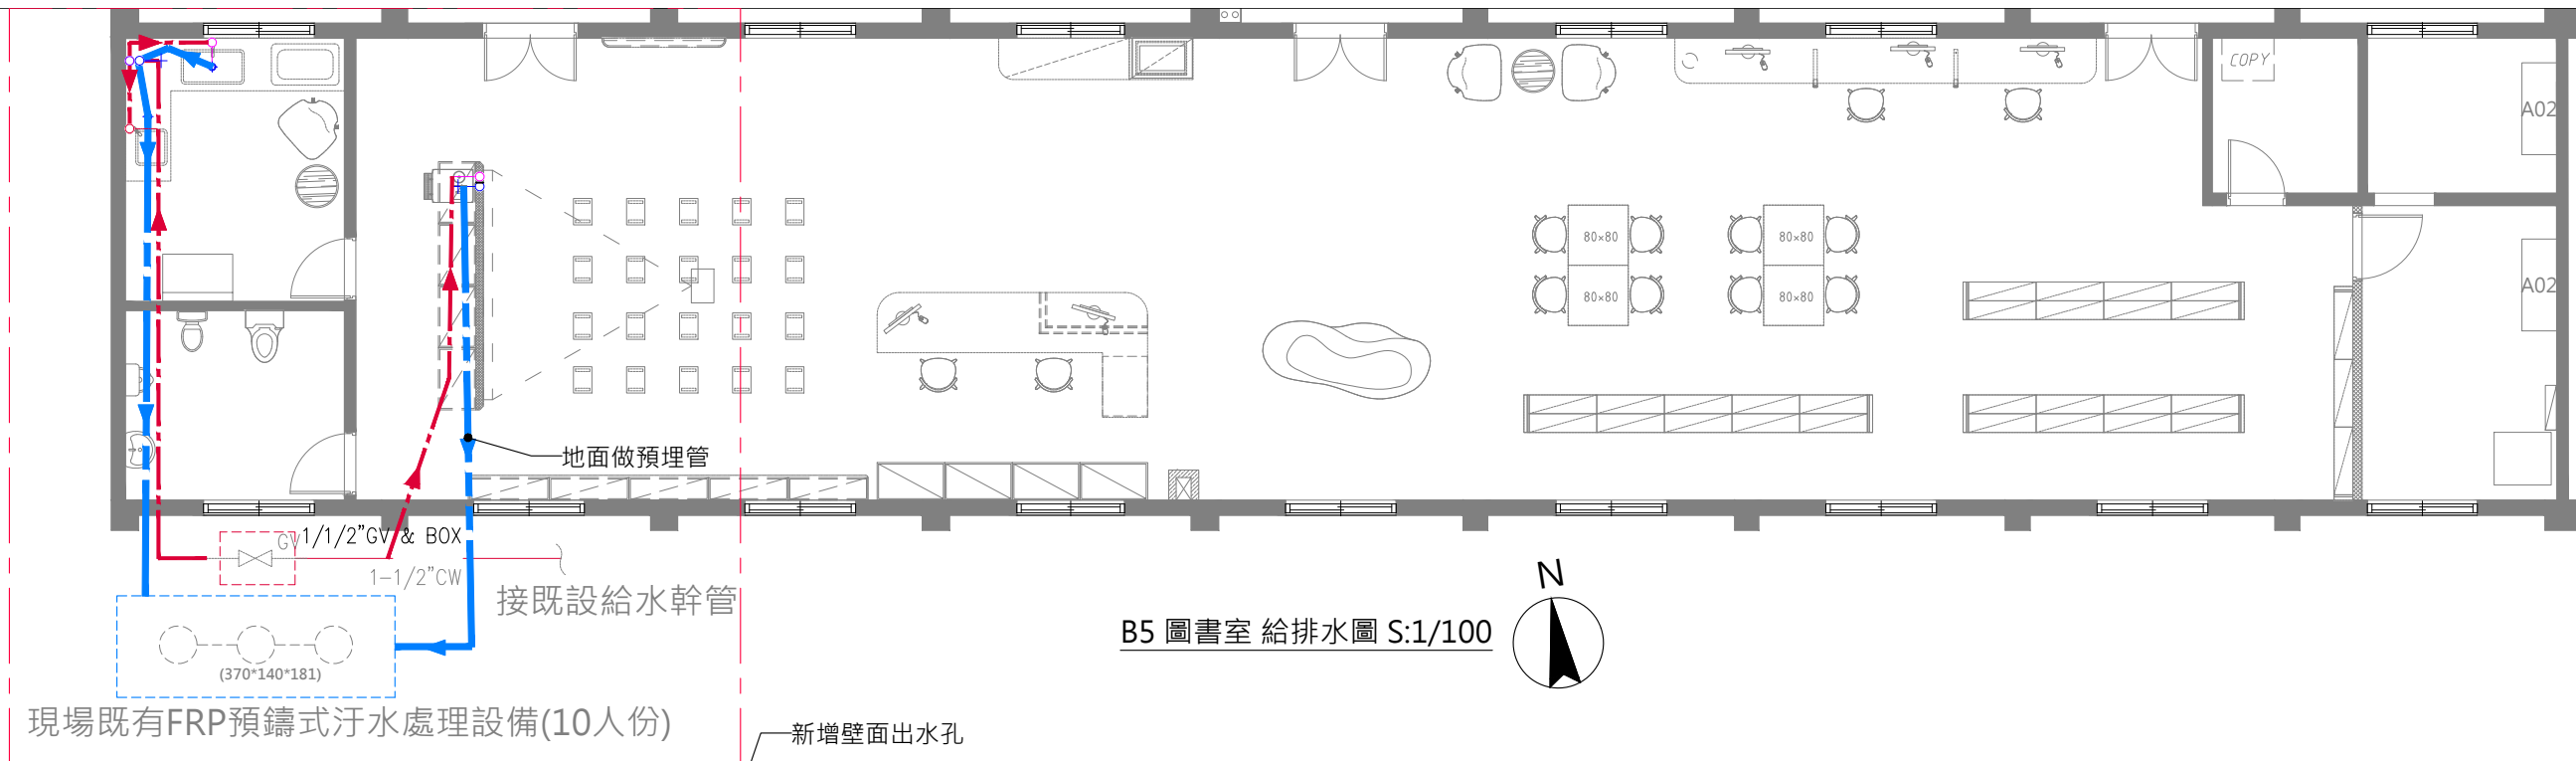 COPY
A02
80×80
80×80
80×80
80×80
A02
地面做預埋管
GV
1/1/2"GV & BOX
1-1/2"CW
接既設給水幹管
N
B5 圖書室 給排水圖 S:1/100
(370*140*181)
現場既有FRP預鑄式汙水處理設備(10人份)
新增壁面出水孔